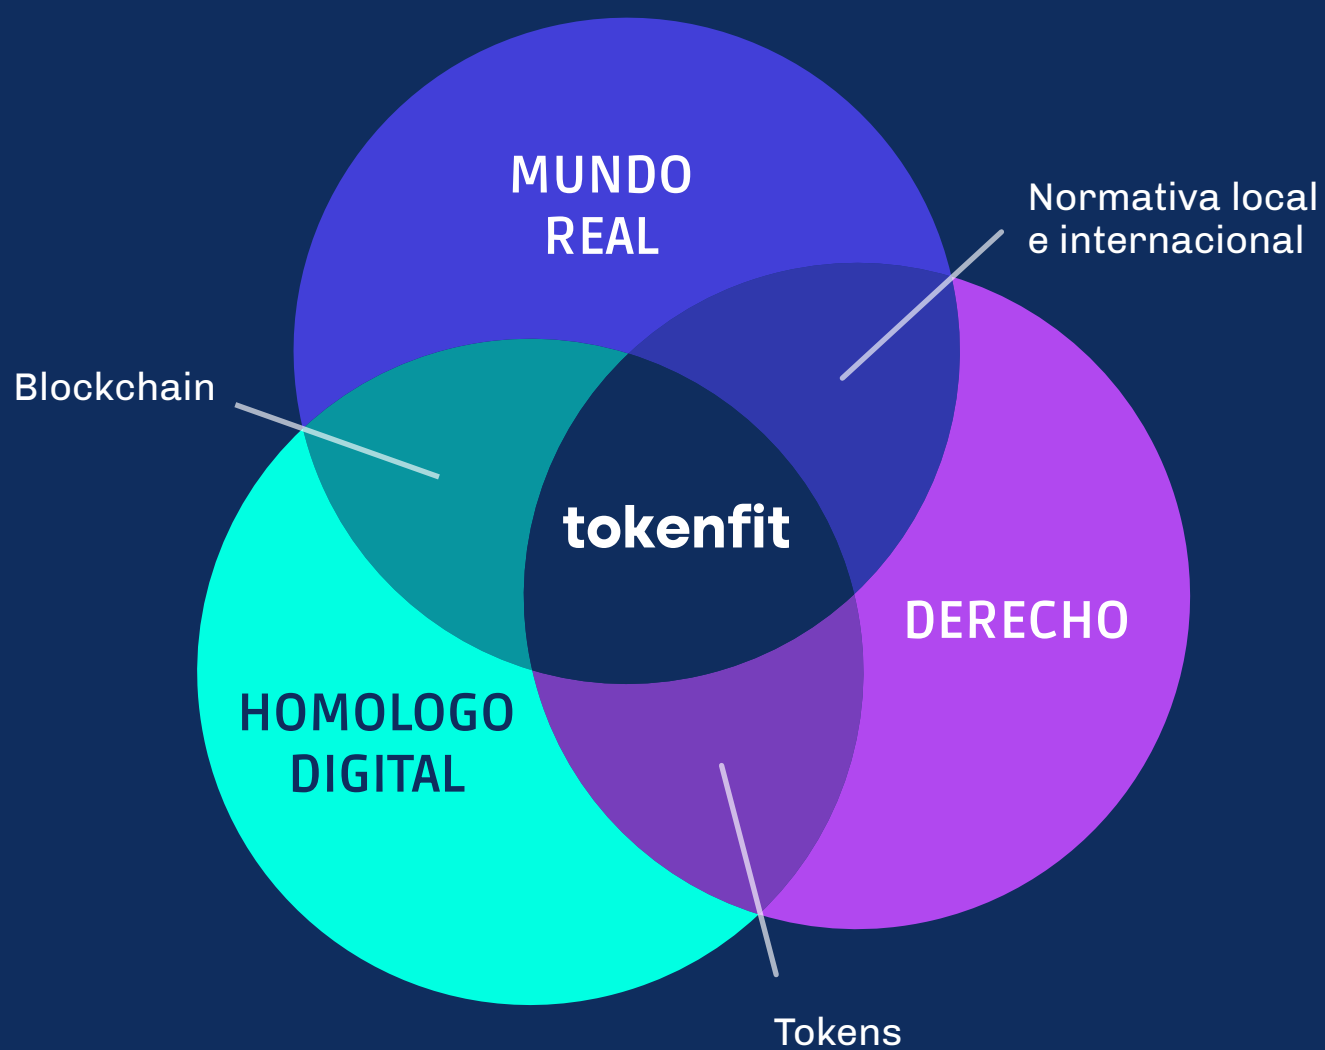 MUNDO
REAL
Normativa local
e internacional
Blockchain
tokenfit
DERECHO
HOMOLOGO
DIGITAL
Tokens